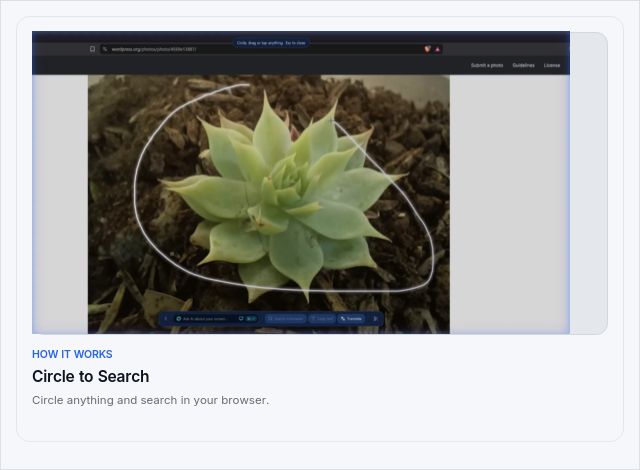 Circle, drag or tap anything · Esc to close
wordpress.org/photos/photo/
Submit a photo Guidelines License
Ask AI about your screen...
Translate
HOW IT WORKS
Circle to Search
Circle anything and search in your browser.